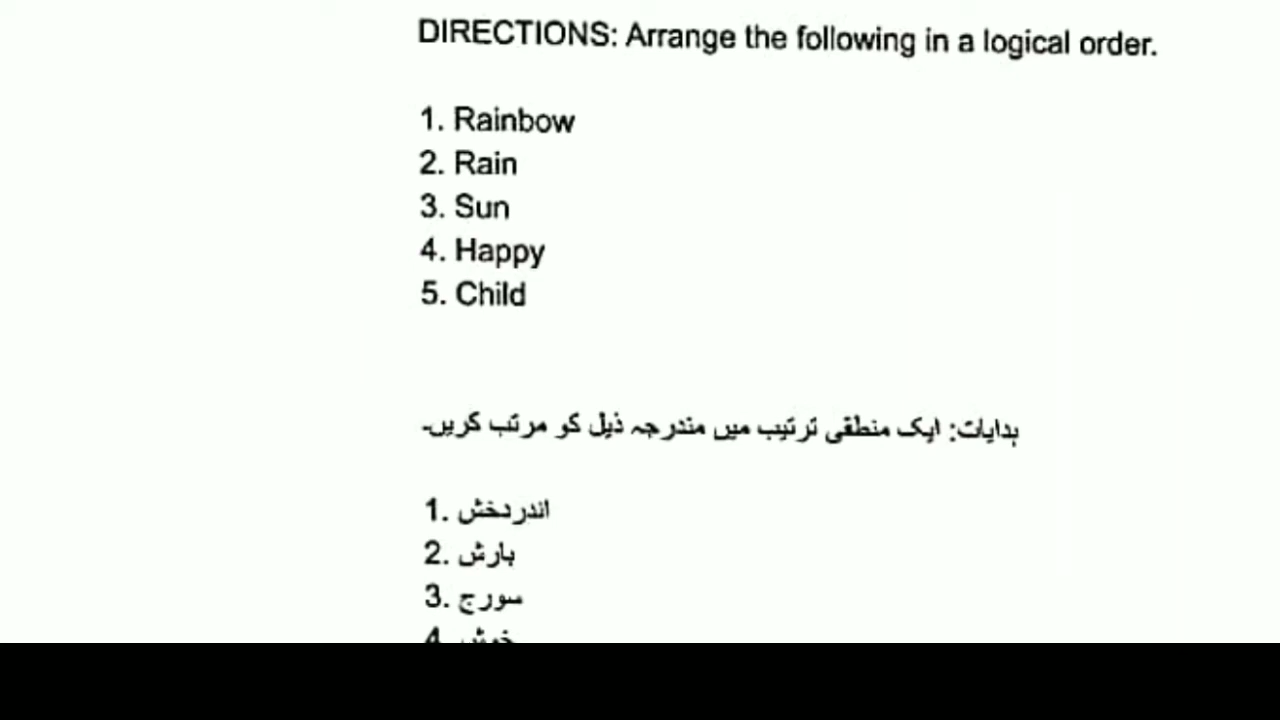 DIRECTIONS: Arrange the following in a logical order.
1. Rainbow
2. Rain
3. Sun
4. Happy
5. Child
ہدایات: ایک منطقی ترتیب میں مندرجہ ذیل کو مرتب کریں۔
1. اندردخش
2. بارش
3. سورج
4. خوش